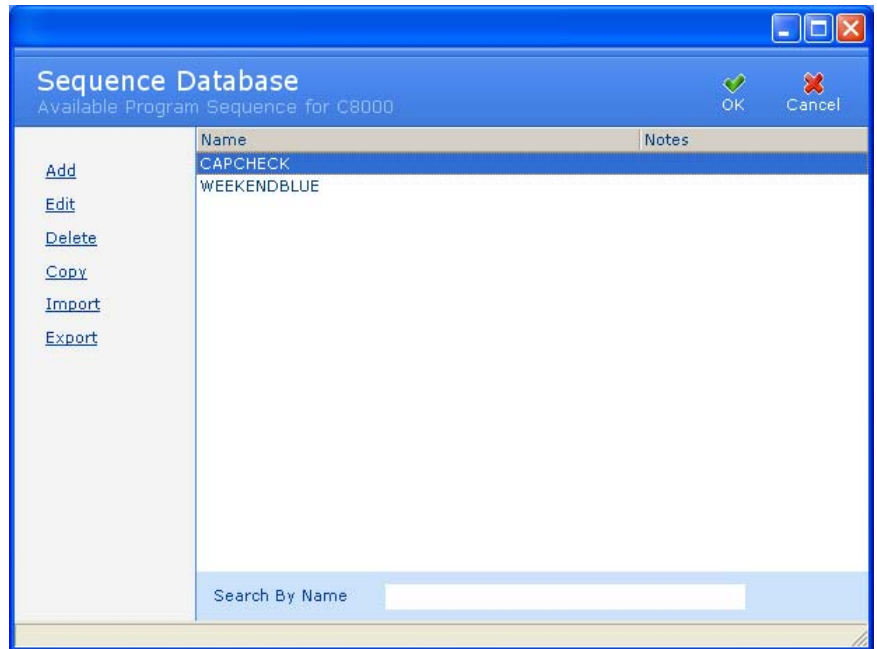 Sequence Database
Available Program Sequence for C8000
OK
Cancel
Add
Edit
Delete
Copy
Import
Export
Name
Notes
CAPCHECK
WEEKENDBLUE
Search By Name